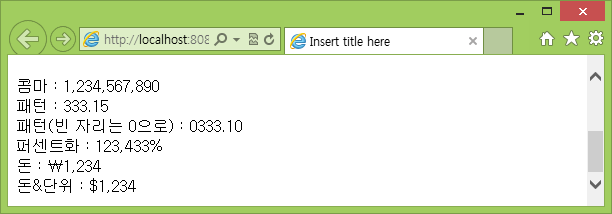 http://localhost:808
Insert title here
콤마 : 1,234,567,890
패턴 : 333.15
패턴(빈 자리는 0으로) : 0333.10
퍼센트화 : 123,433%
돈 : ₩1,234
돈&단위 : $1,234